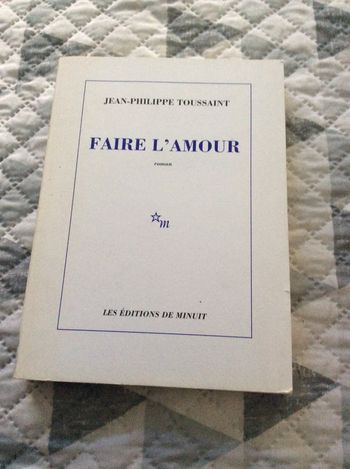 JEAN-PHILIPPE TOUSSAINT
FAIRE L'AMOUR
roman
m
LES ÉDITIONS DE MINUIT